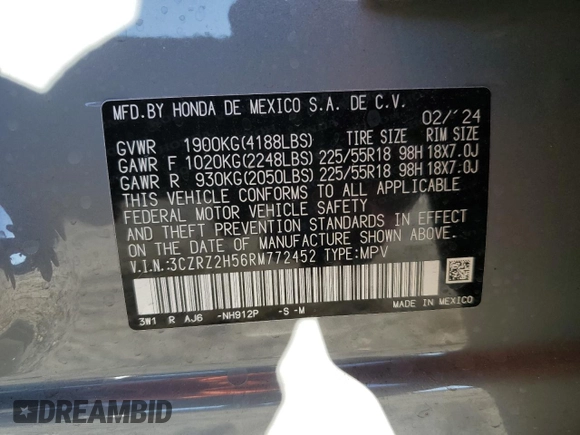 MFD.BY HONDA DE MEXICO S.A. DE C.V.
02/'24
GVWR 1900KG(4188LBS) TIRE SIZE RIM SIZE
GAWR F 1020KG(2248LBS) 225/55R18 98H 18X7.0J
GAWR R 930KG(2050LBS) 225/55R18 98H 18X7.0J
THIS VEHICLE CONFORMS TO ALL APPLICABLE
FEDERAL MOTOR VEHICLE SAFETY
AND THEFT PREVENTION STANDARDS IN EFFECT
ON THE DATE OF MANUFACTURE SHOWN ABOVE.
V.I.N.:3CZRZ2H56RM772452 TYPE:MPV
3W1 R AJ6 -NH912P -S -M
MADE IN MEXICO
DREAMBID